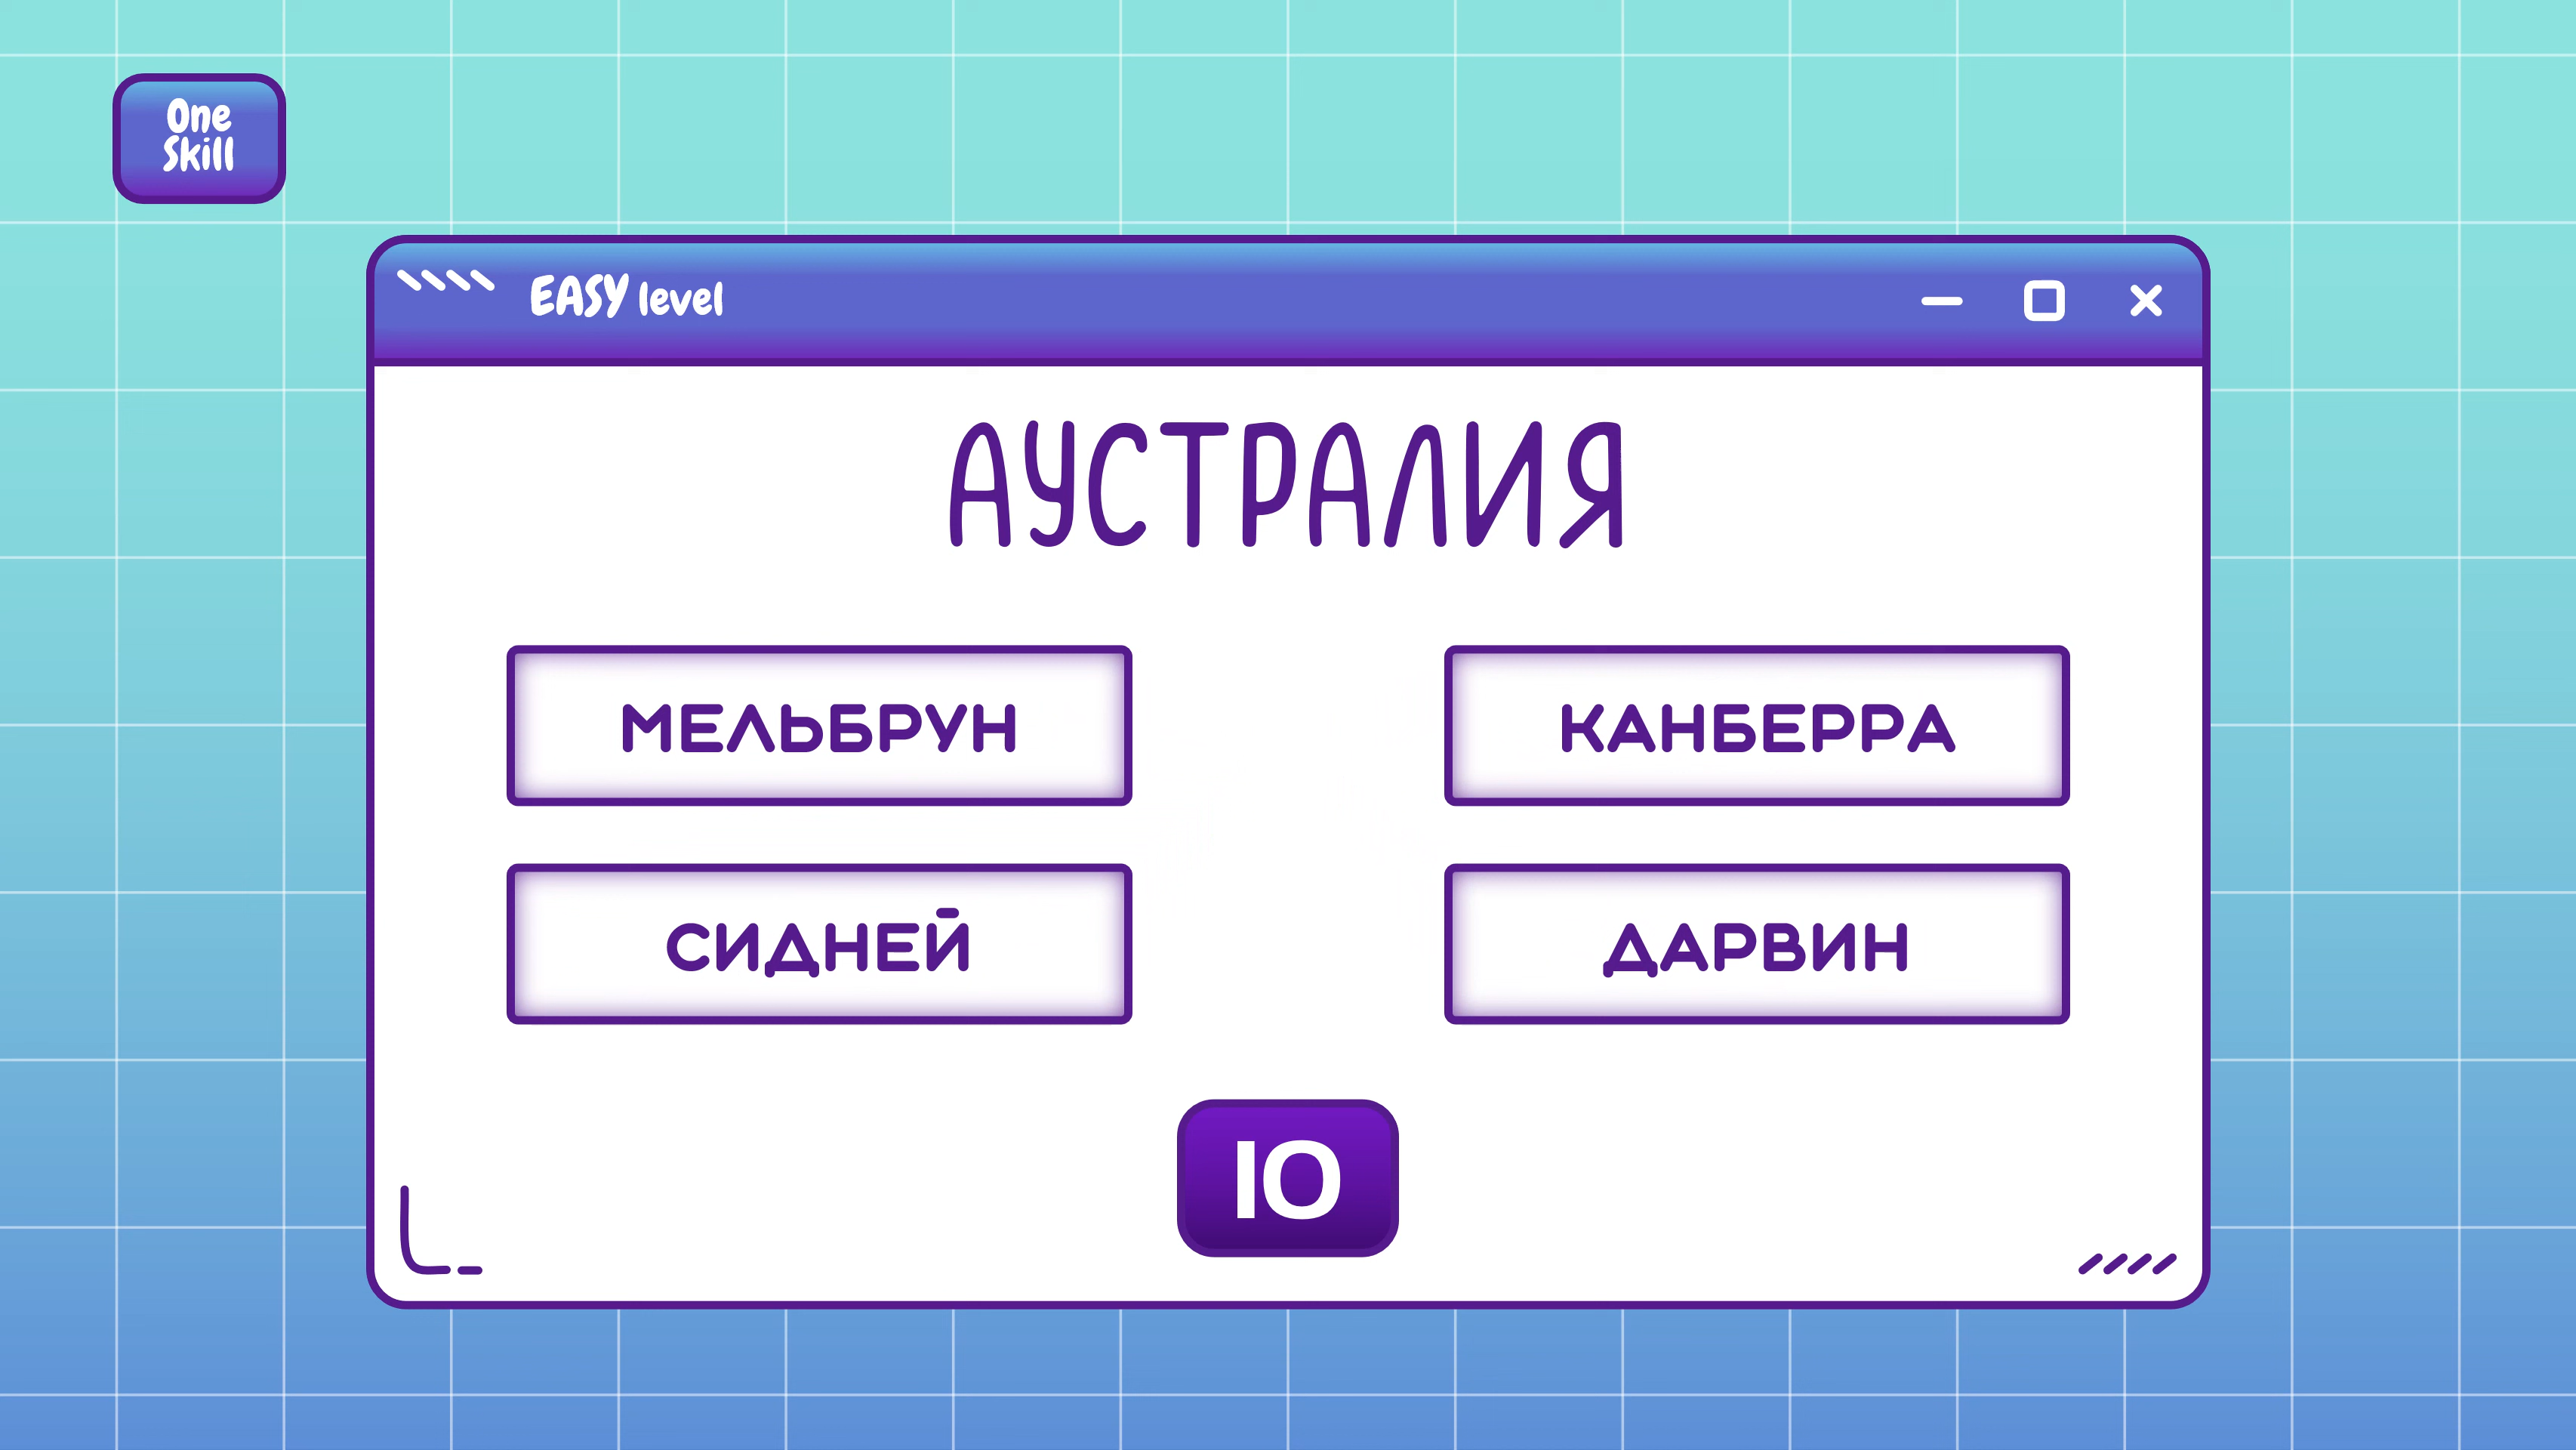 One
Skill
EASY level
АУСТРАЛИЯ
МЕЛЬБРУН
КАНБЕРРА
СИДНЕЙ
ДАРВИН
10